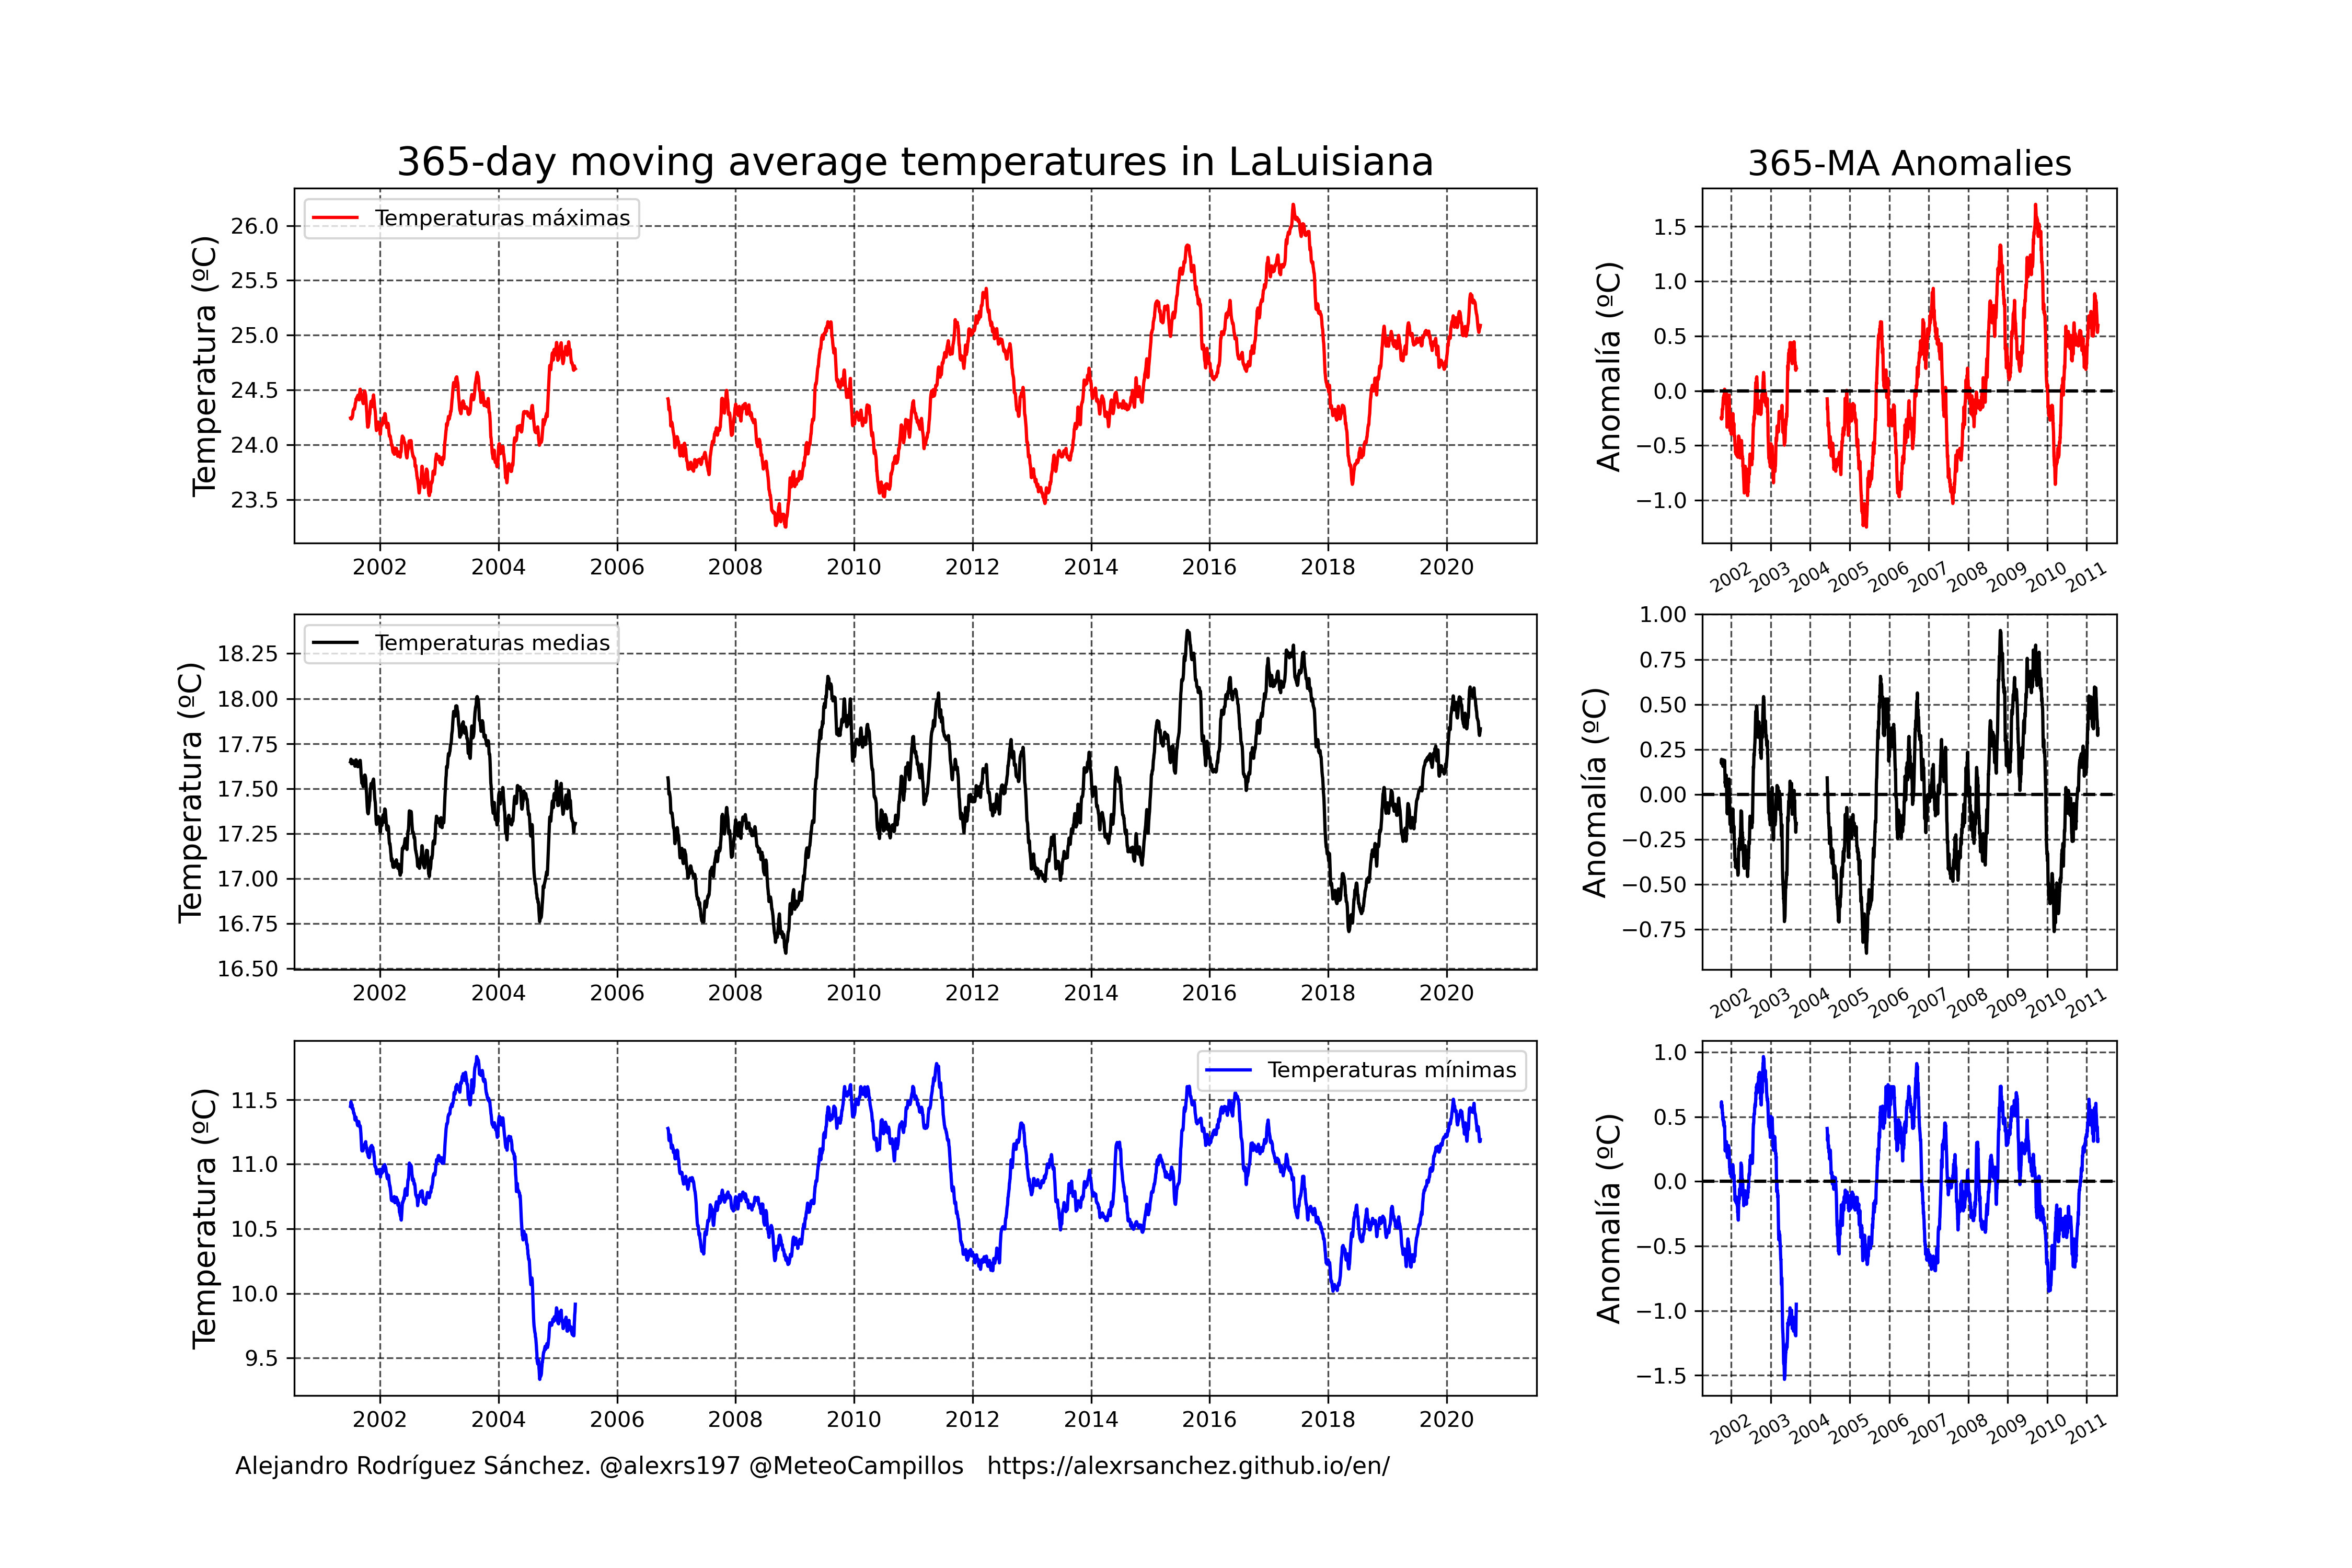 365-day moving average temperatures in LaLuisiana
365-MA Anomalies
Temperatura (ºC)
26.0
25.5
25.0
24.5
24.0
23.5
Temperaturas máximas
2002 2004 2006 2008 2010 2012 2014 2016 2018 2020
Anomalía (ºC)
1.5
1.0
0.5
0.0
−0.5
−1.0
2002 2003 2004 2005 2006 2007 2008 2009 2010 2011
Temperatura (ºC)
18.25
18.00
17.75
17.50
17.25
17.00
16.75
16.50
Temperaturas medias
2002 2004 2006 2008 2010 2012 2014 2016 2018 2020
Anomalía (ºC)
1.00
0.75
0.50
0.25
0.00
−0.25
−0.50
−0.75
2002 2003 2004 2005 2006 2007 2008 2009 2010 2011
Temperatura (ºC)
11.5
11.0
10.5
10.0
9.5
Temperaturas mínimas
2002 2004 2006 2008 2010 2012 2014 2016 2018 2020
Anomalía (ºC)
1.0
0.5
0.0
−0.5
−1.0
−1.5
2002 2003 2004 2005 2006 2007 2008 2009 2010 2011
Alejandro Rodríguez Sánchez. @alexrs197 @MeteoCampillos https://alexrsanchez.github.io/en/